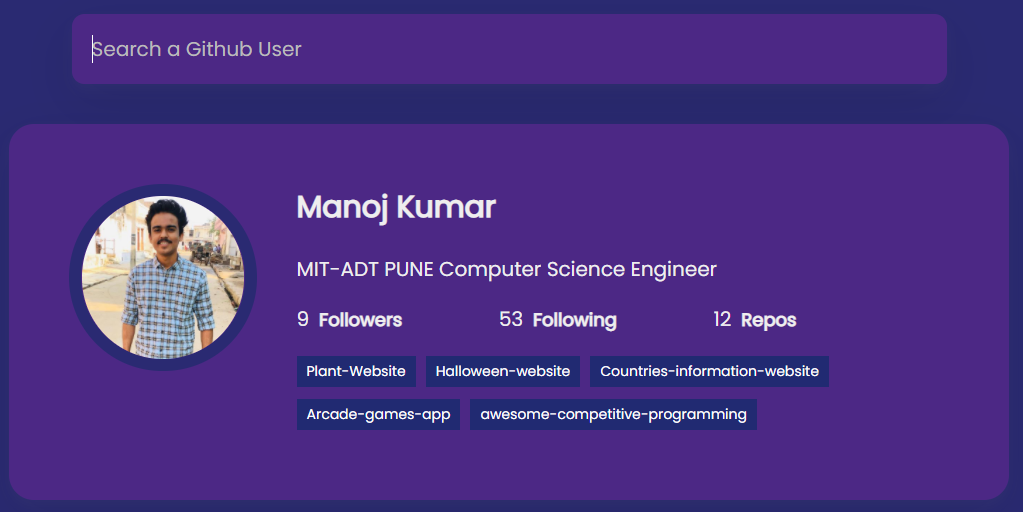 Search a Github User
Manoj Kumar
MIT-ADT PUNE Computer Science Engineer
9 Followers 53 Following 12 Repos
Plant-Website Halloween-website Countries-information-website
Arcade-games-app awesome-competitive-programming